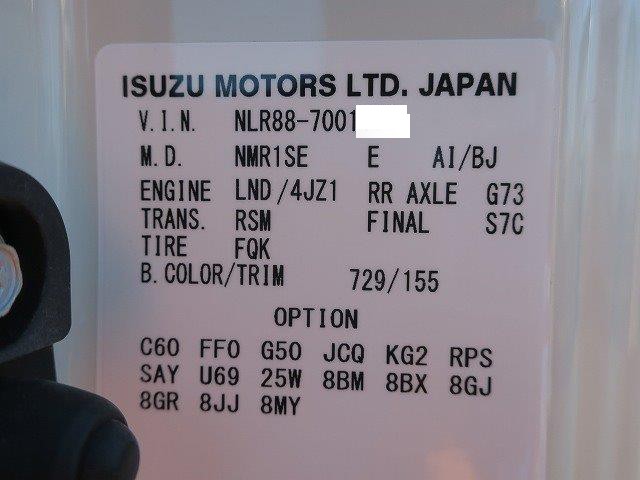 ISUZU MOTORS LTD. JAPAN
V.I.N. NLR88-7001
M.D. NMR1SE E AI/BJ
ENGINE LND/4JZ1 RR AXLE G73
TRANS. RSM FINAL S7C
TIRE FQK
B.COLOR/TRIM 729/155
OPTION
C60 FF0 G50 JCQ KG2 RPS
SAY U69 25W 8BM 8BX 8GJ
8GR 8JJ 8MY